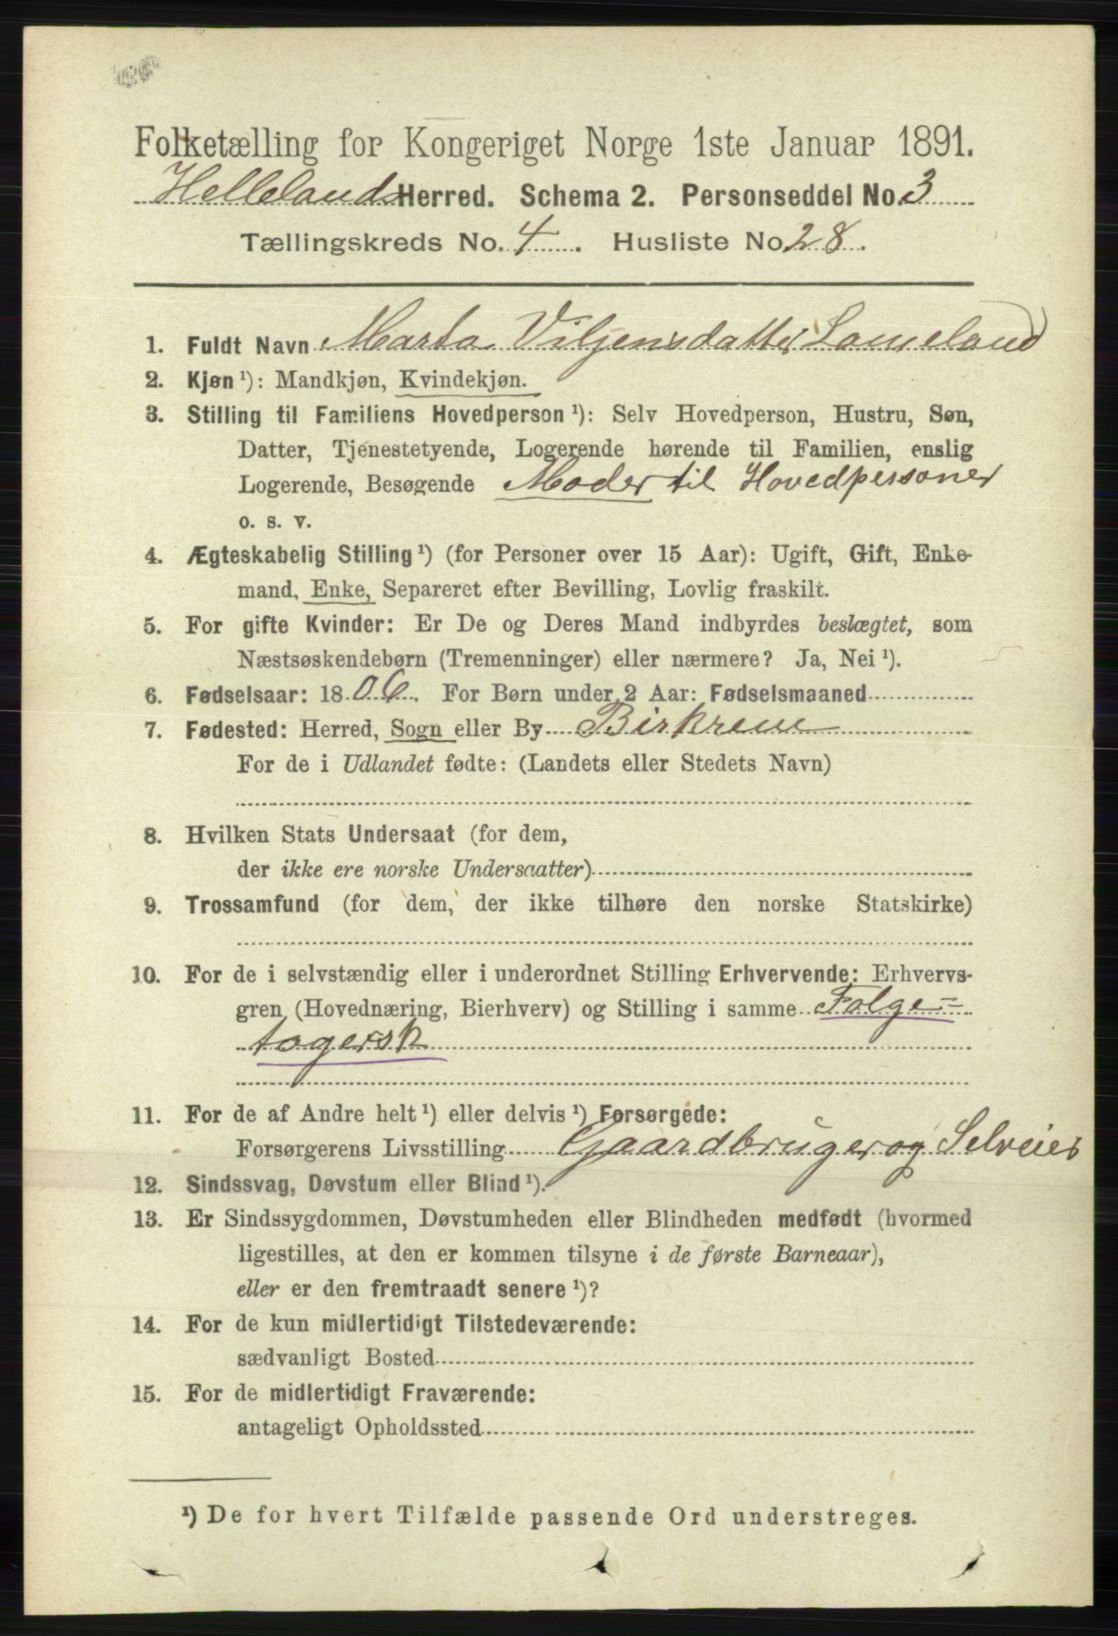 Folketælling for Kongeriget Norge 1ste Januar 1891.
Hellelands Herred. Schema 2. Personseddel No. 3
Tællingskreds No. 4. Husliste No. 28.
1. Fuldt Navn Marta Viljensdatter Lomeland
2. Kjøn ¹): Mandkjøn, Kvindekjøn.
3. Stilling til Familiens Hovedperson ¹): Selv Hovedperson, Hustru, Søn,
Datter, Tjenestetyende, Logerende hørende til Familien, enslig
Logerende, Besøgende Moder til Hovedpersonen
o. s. v.
4. Ægteskabelig Stilling ¹) (for Personer over 15 Aar): Ugift, Gift, Enke-
mand, Enke, Separeret efter Bevilling, Lovlig fraskilt.
5. For gifte Kvinder: Er De og Deres Mand indbyrdes beslægtet, som
Næstsøskendebørn (Tremenninger) eller nærmere? Ja, Nei ¹).
6. Fødselsaar: 1806. For Børn under 2 Aar: Fødselsmaaned
7. Fødested: Herred, Sogn eller By Birkrem
For de i Udlandet fødte: (Landets eller Stedets Navn)
8. Hvilken Stats Undersaat (for dem,
der ikke ere norske Undersaatter)
9. Trossamfund (for dem, der ikke tilhøre den norske Statskirke)
10. For de i selvstændig eller i underordnet Stilling Erhvervende: Erhvervs-
gren (Hovednæring, Bierhverv) og Stilling i samme Folge=
togersk
11. For de af Andre helt ¹) eller delvis ¹) Forsørgede:
Forsørgerens Livsstilling Gaardbruger og Selveier
12. Sindssvag, Døvstum eller Blind ¹).
13. Er Sindssygdommen, Døvstumheden eller Blindheden medfødt (hvormed
ligestilles, at den er kommen tilsyne i de første Barneaar),
eller er den fremtraadt senere ¹)?
14. For de kun midlertidigt Tilstedeværende:
sædvanligt Bosted
15. For de midlertidigt Fraværende:
antageligt Opholdssted
¹) De for hvert Tilfælde passende Ord understreges.